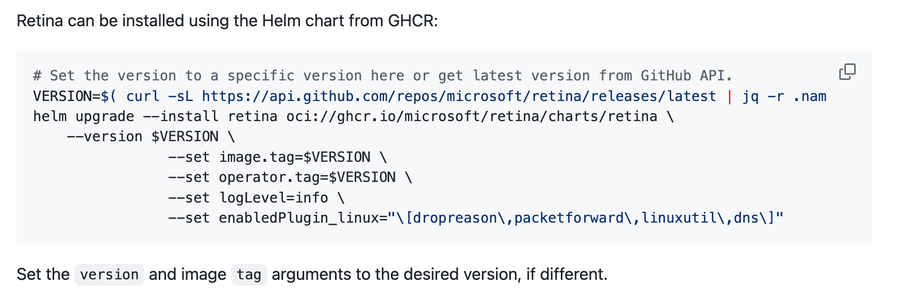 Retina can be installed using the Helm chart from GHCR:
# Set the version to a specific version here or get latest version from GitHub API.
VERSION=$( curl -sL https://api.github.com/repos/microsoft/retina/releases/latest | jq -r .nam
helm upgrade --install retina oci://ghcr.io/microsoft/retina/charts/retina \
    --version $VERSION \
                --set image.tag=$VERSION \
                --set operator.tag=$VERSION \
                --set logLevel=info \
                --set enabledPlugin_linux="\[dropreason\,packetforward\,linuxutil\,dns\]"
Set the version and image tag arguments to the desired version, if different.